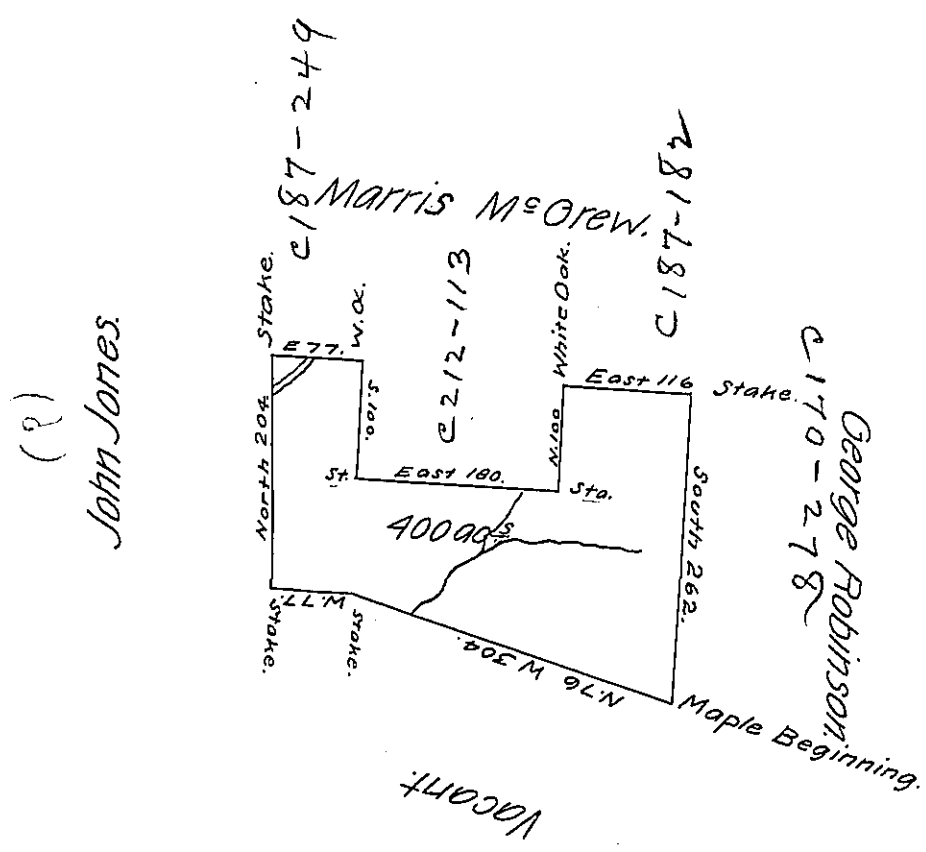 C187-249
Marris McGrew.
C187-182
C212-113
C170-278
George Robinson.
(P)
John Jones.
Stake.
E 77.
W.O.
S.100.
St.
East 180.
Sta.
N.100
White Oak.
East 116
Stake.
South 262.
Maple Beginning.
N.76 W 304.
Stake.
W.77.
Stake.
North 204.
400 acs
Vacant.